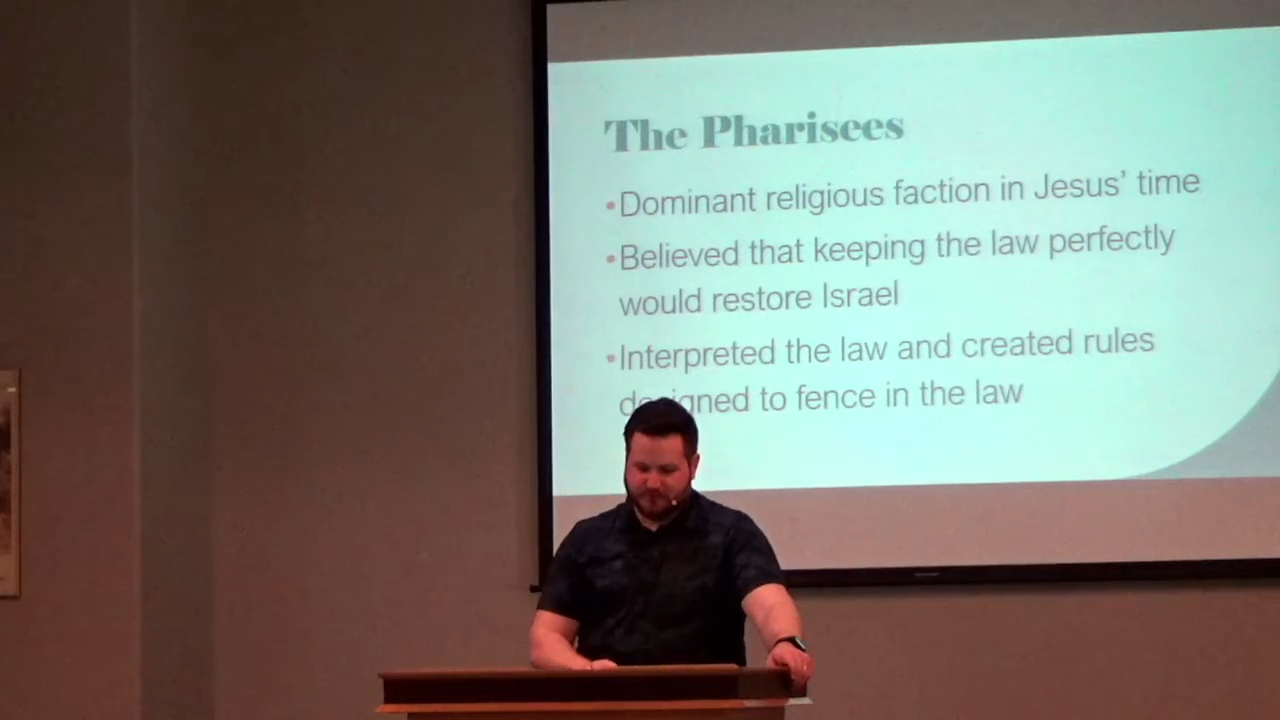 The Pharisees
•Dominant religious faction in Jesus’ time
•Believed that keeping the law perfectly
would restore Israel
•Interpreted the law and created rules
designed to fence in the law